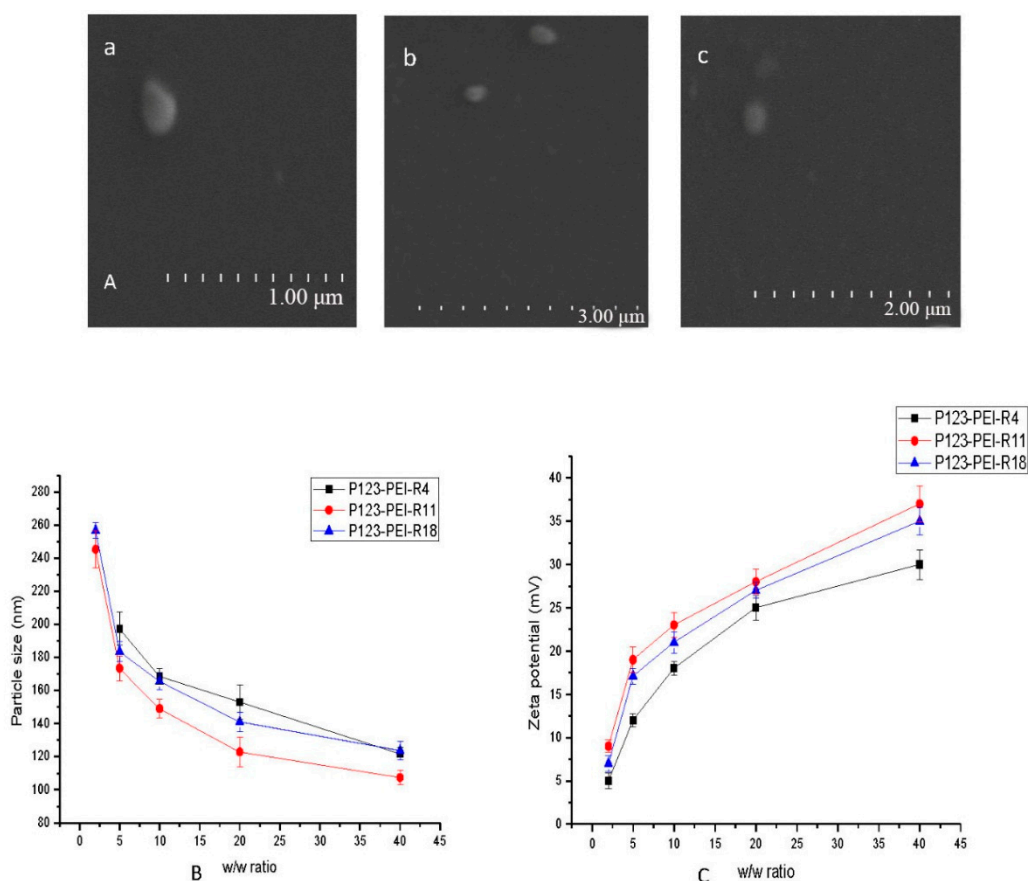 a
b
c
A
1.00 μm
3.00 μm
2.00 μm
P123-PEI-R4
P123-PEI-R11
P123-PEI-R18
Particle size (nm)
280
260
240
220
200
180
160
140
120
100
80
0 5 10 15 20 25 30 35 40 45
B
w/w ratio
P123-PEI-R4
P123-PEI-R11
P123-PEI-R18
Zeta potential (mV)
40
35
30
25
20
15
10
5
0
0 5 10 15 20 25 30 35 40 45
C
w/w ratio